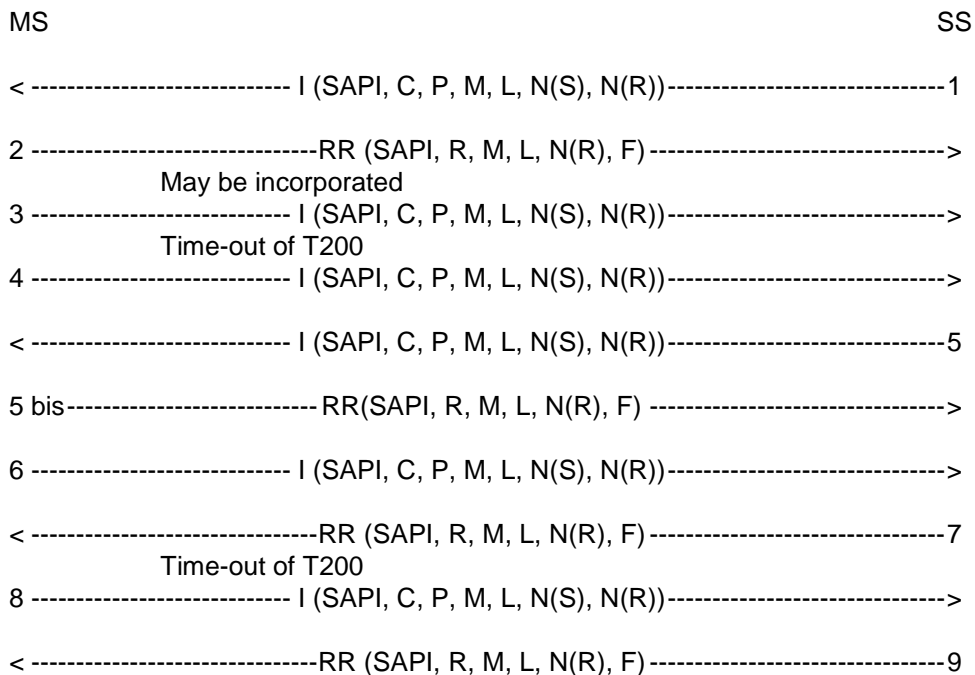 MS SS
< ----------------------------- I (SAPI, C, P, M, L, N(S), N(R))-------------------------------1
2 --------------------------------RR (SAPI, R, M, L, N(R), F) --------------------------------->
May be incorporated
3 ----------------------------- I (SAPI, C, P, M, L, N(S), N(R))------------------------------->
Time-out of T200
4 ----------------------------- I (SAPI, C, P, M, L, N(S), N(R))------------------------------->
< ----------------------------- I (SAPI, C, P, M, L, N(S), N(R))-------------------------------5
5 bis---------------------------- RR(SAPI, R, M, L, N(R), F) --------------------------------->
6 ----------------------------- I (SAPI, C, P, M, L, N(S), N(R))------------------------------->
< --------------------------------RR (SAPI, R, M, L, N(R), F) ---------------------------------7
Time-out of T200
8 ----------------------------- I (SAPI, C, P, M, L, N(S), N(R))------------------------------->
< --------------------------------RR (SAPI, R, M, L, N(R), F) ---------------------------------9